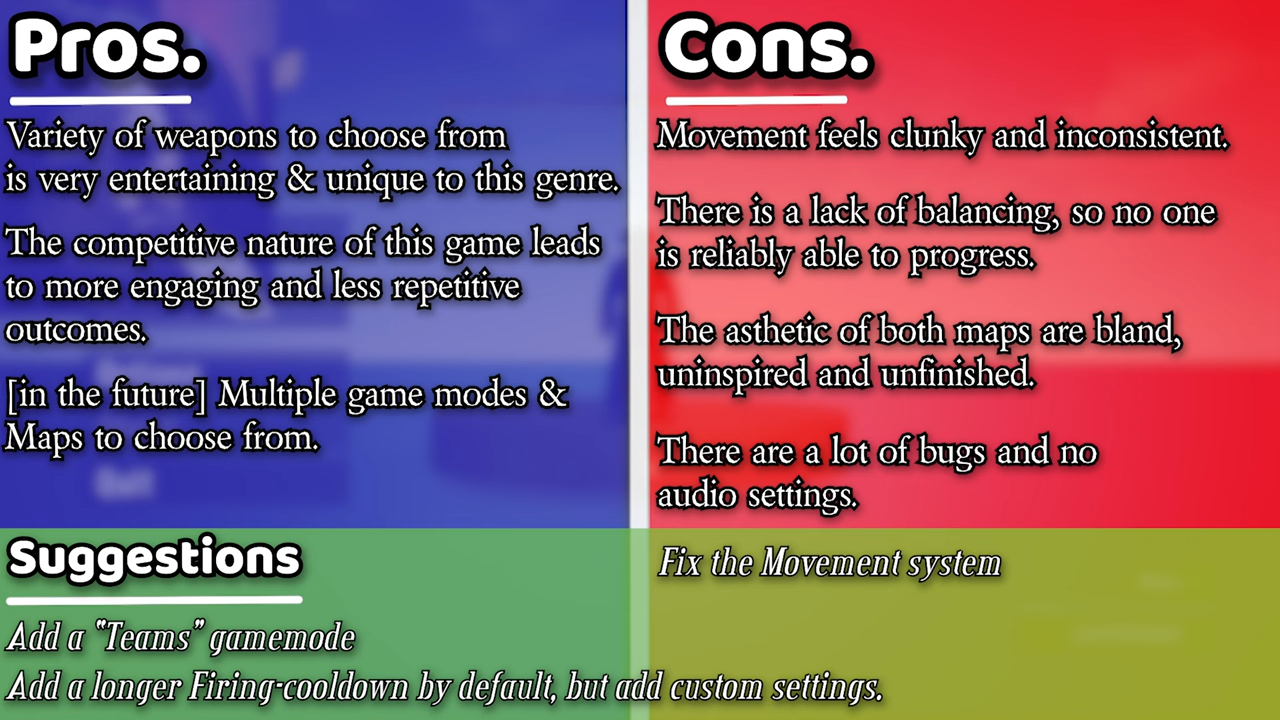 Pros.
Variety of weapons to choose from
is very entertaining & unique to this genre.
The competitive nature of this game leads
to more engaging and less repetitive
outcomes.
[in the future] Multiple game modes &
Maps to choose from.
Cons.
Movement feels clunky and inconsistent.
There is a lack of balancing, so no one
is reliably able to progress.
The asthetic of both maps are bland,
uninspired and unfinished.
There are a lot of bugs and no
audio settings.
Suggestions
Add a "Teams" gamemode
Add a longer Firing-cooldown by default, but add custom settings.
Fix the Movement system